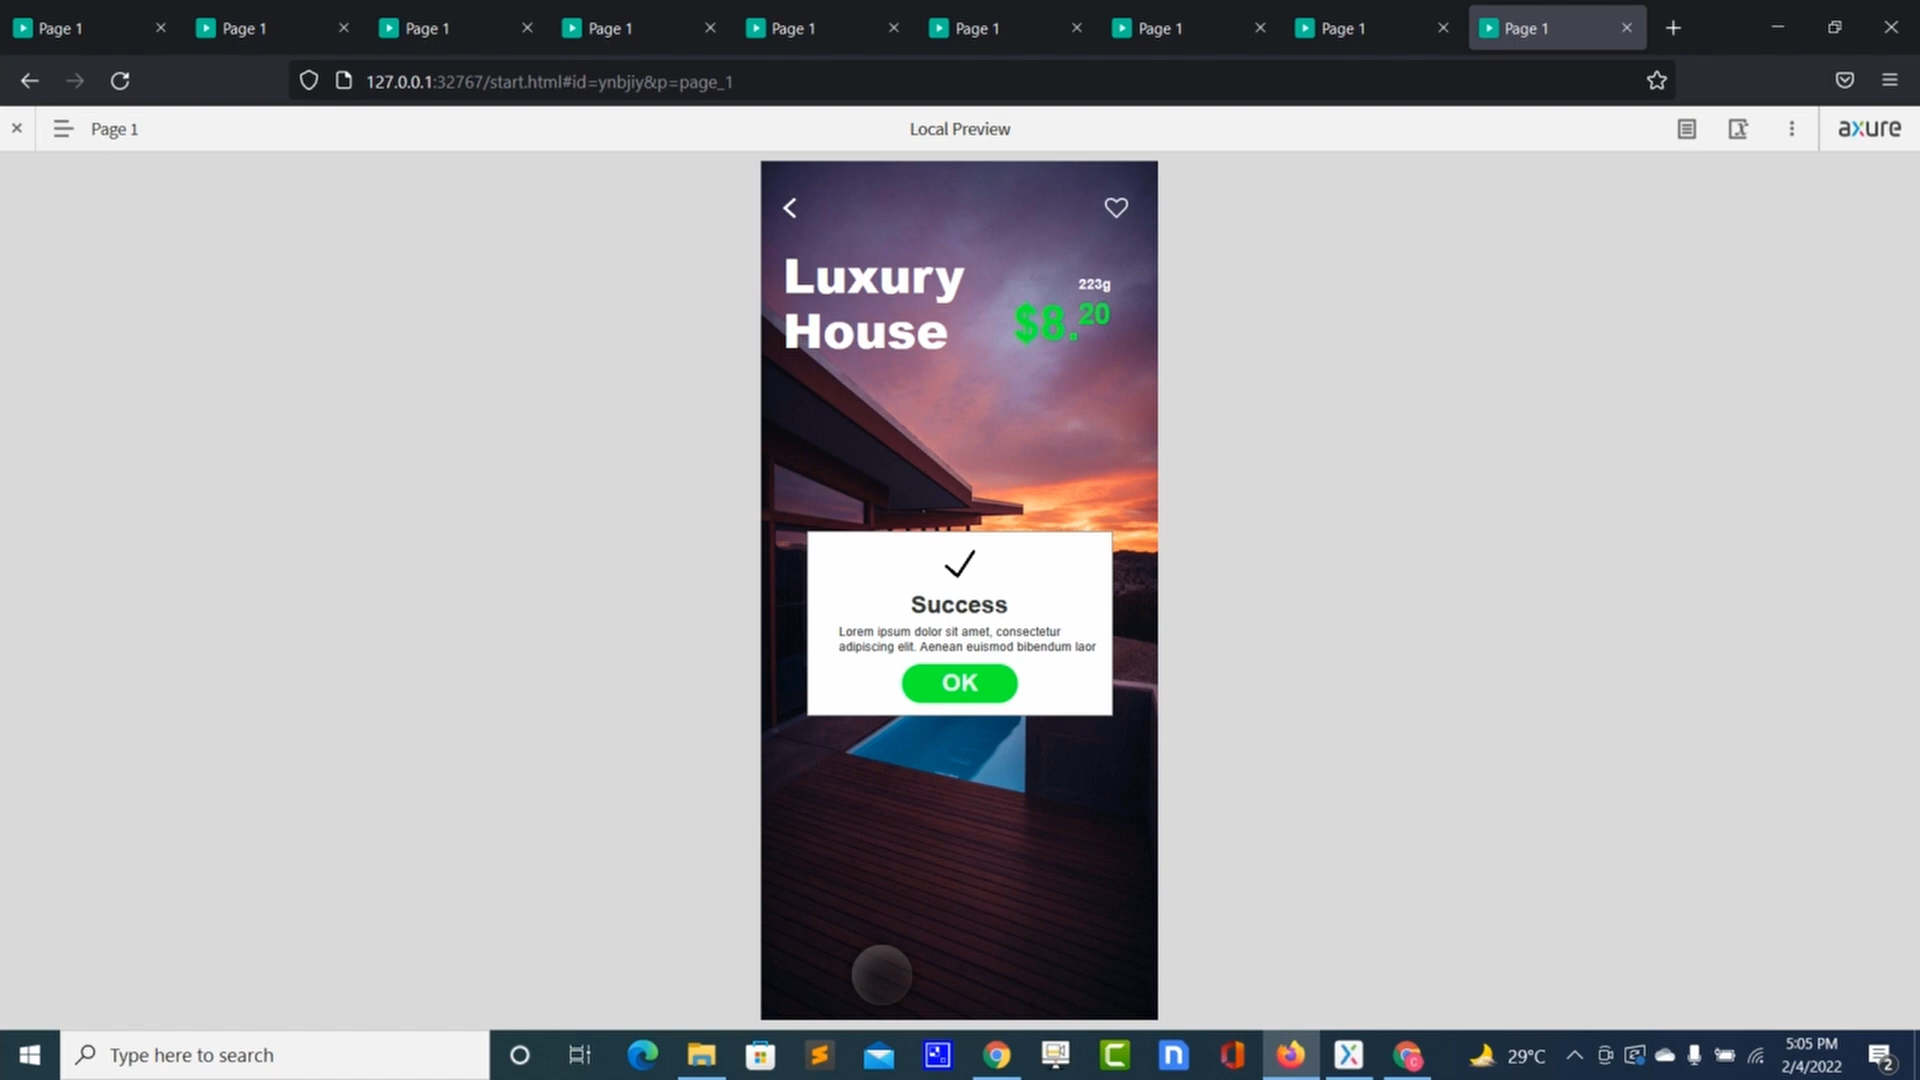 Page 1
Page 1
Page 1
Page 1
Page 1
Page 1
Page 1
Page 1
Page 1
127.0.0.1:32767/start.html#id=ynbjiy&p=page_1
Page 1
Local Preview
axure
Luxury
House
223g
$8.20
Success
Lorem ipsum dolor sit amet, consectetur
adipiscing elit. Aenean euismod bibendum laor
OK
Type here to search
29°C
5:05 PM
2/4/2022
2